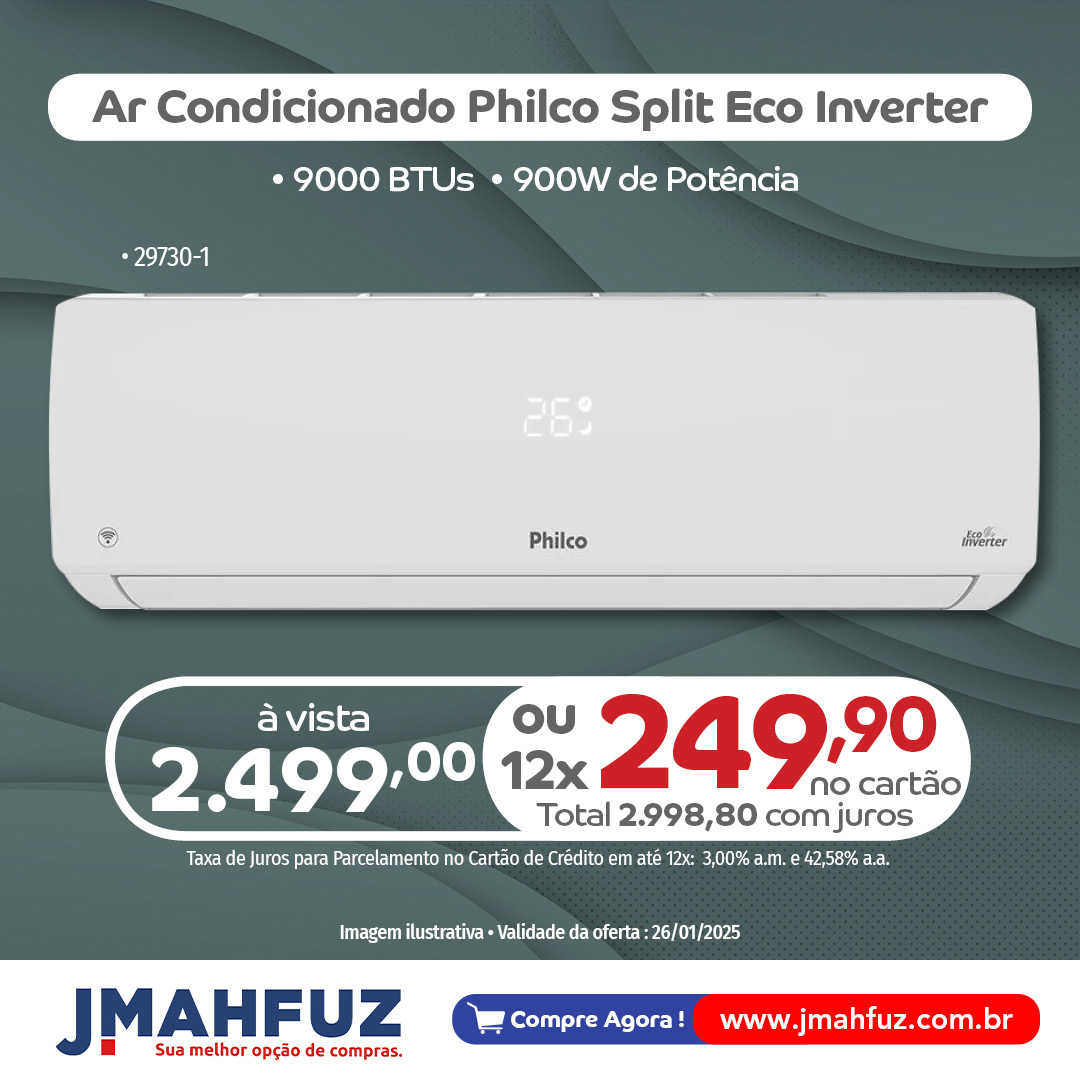 Ar Condicionado Philco Split Eco Inverter
• 9000 BTUs • 900W de Potência
• 29730-1
26
Philco
Eco
Inverter
à vista
2.499,00
ou
12x 249,90
no cartão
Total 2.998,80 com juros
Taxa de Juros para Parcelamento no Cartão de Crédito em até 12x: 3,00% a.m. e 42,58% a.a.
Imagem ilustrativa • Validade da oferta : 26/01/2025
JMAHFUZ
Sua melhor opção de compras.
Compre Agora !
www.jmahfuz.com.br